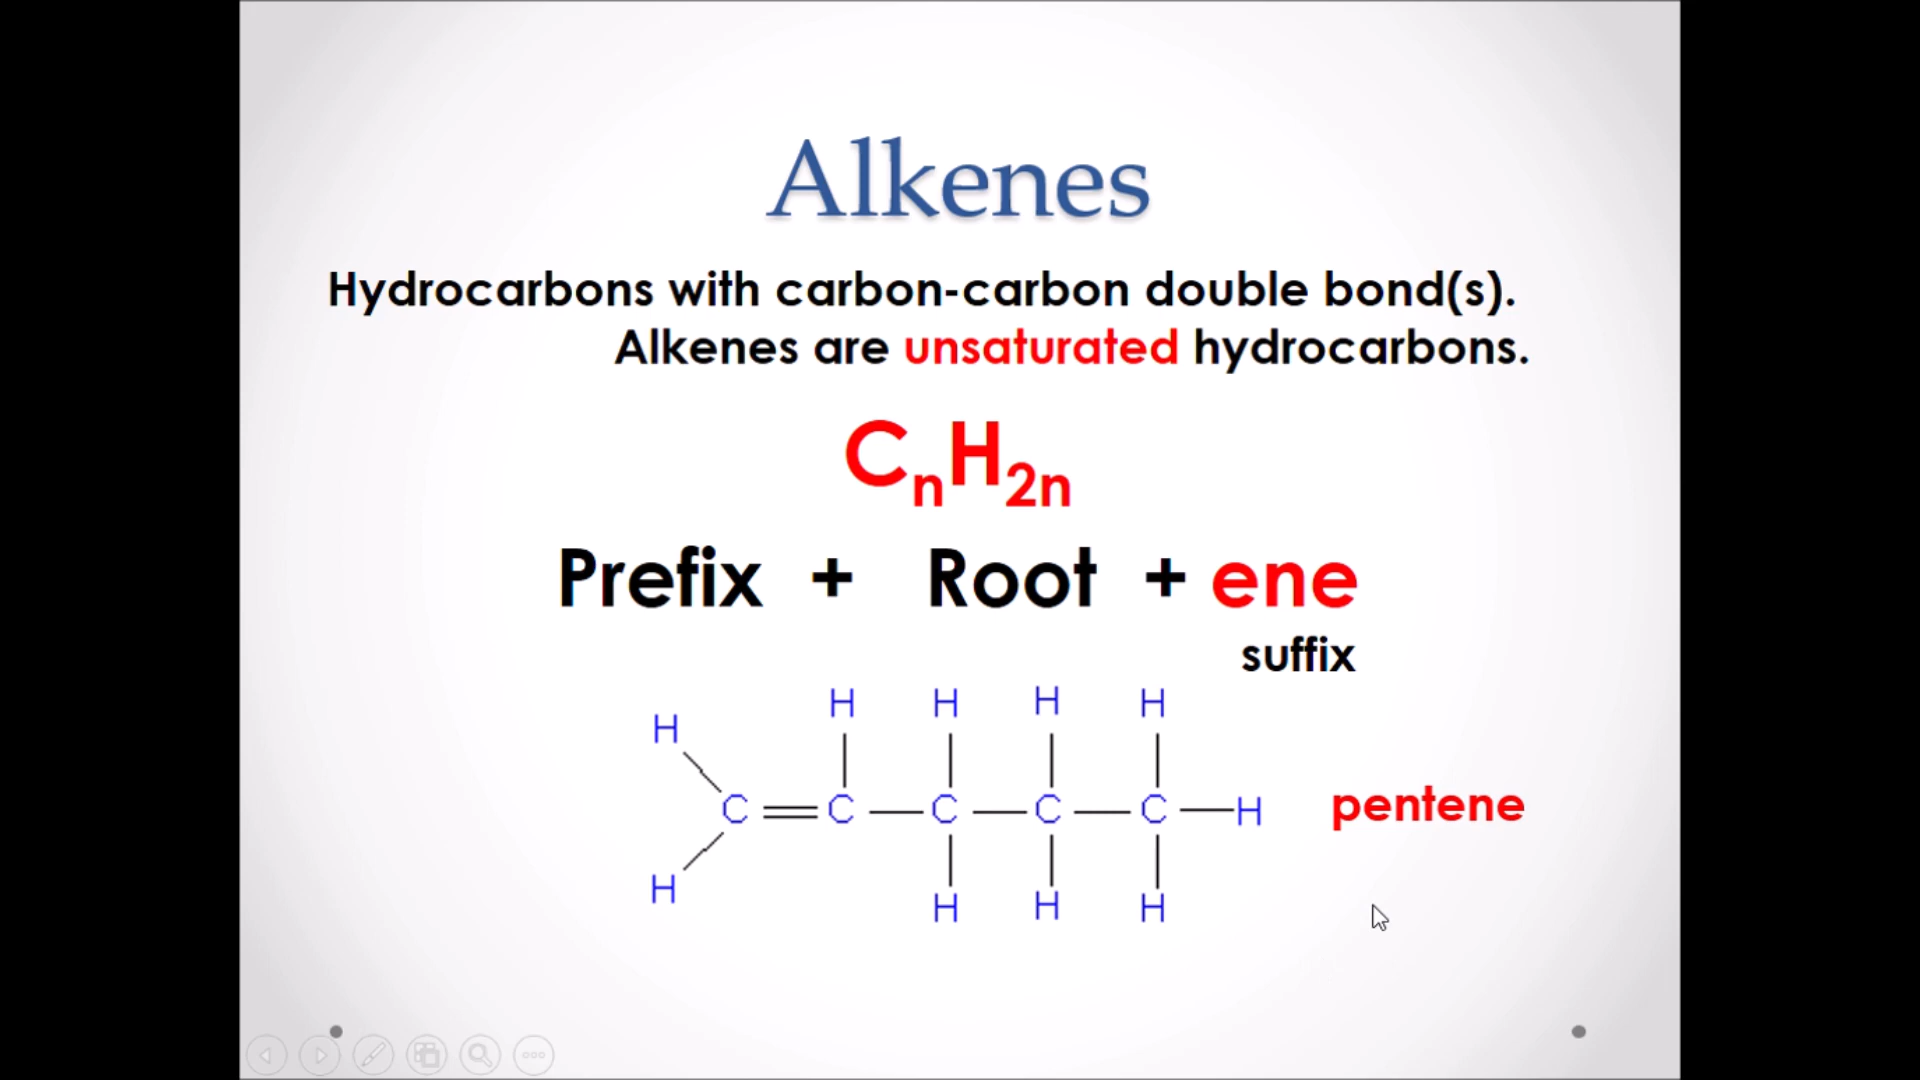 Alkenes
Hydrocarbons with carbon-carbon double bond(s).
Alkenes are unsaturated hydrocarbons.
CnH2n
Prefix + Root + ene
suffix
H H H H H
C C C C C H pentene
H H H H